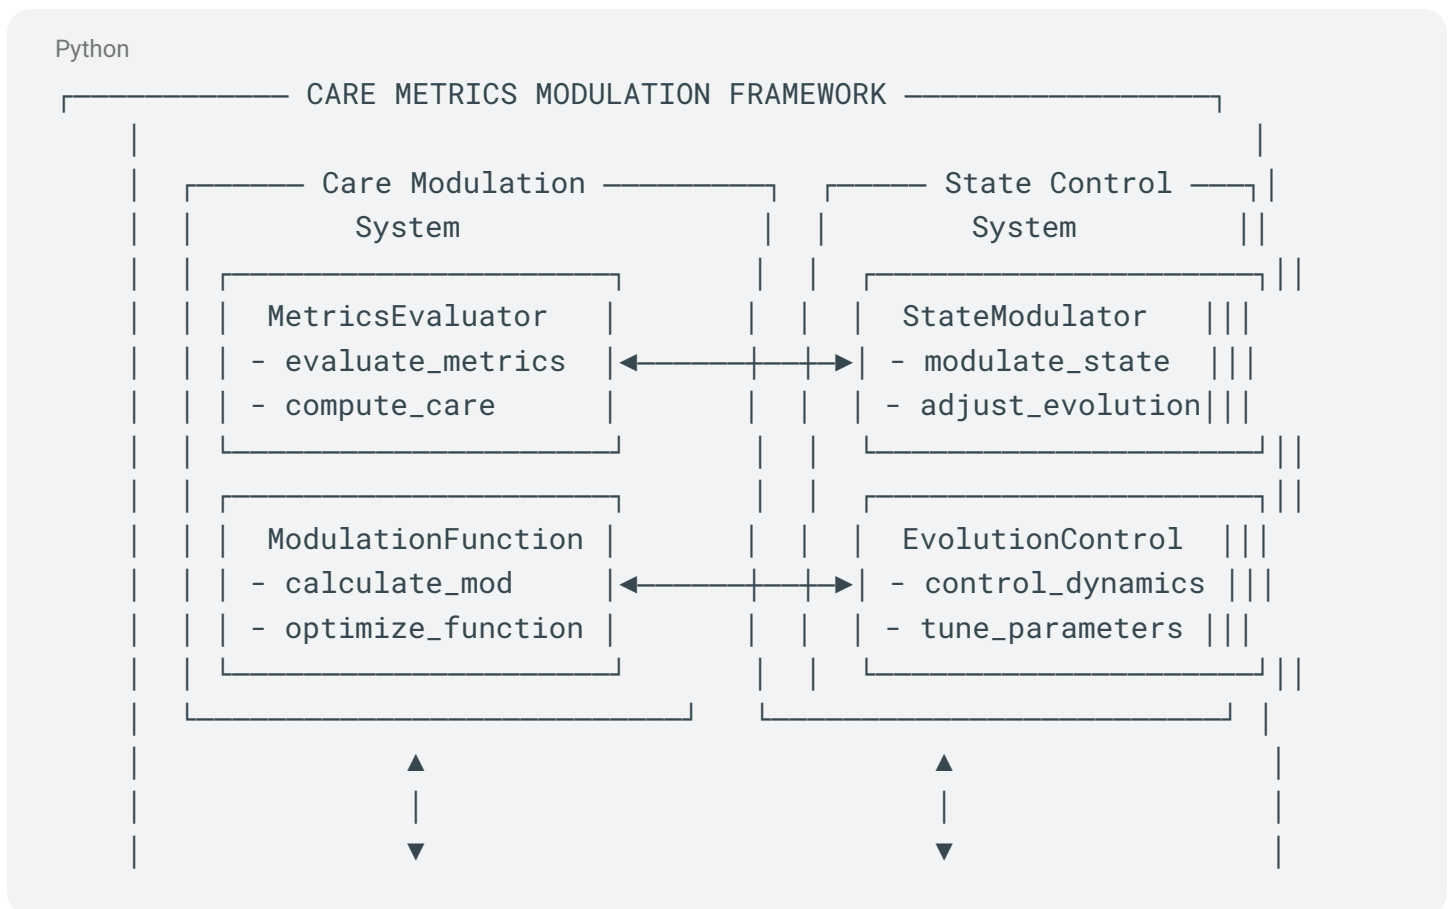 Python
CARE METRICS MODULATION FRAMEWORK
Care Modulation State Control
System System
MetricsEvaluator StateModulator
- evaluate_metrics - modulate_state
- compute_care - adjust_evolution
ModulationFunction EvolutionControl
- calculate_mod - control_dynamics
- optimize_function - tune_parameters